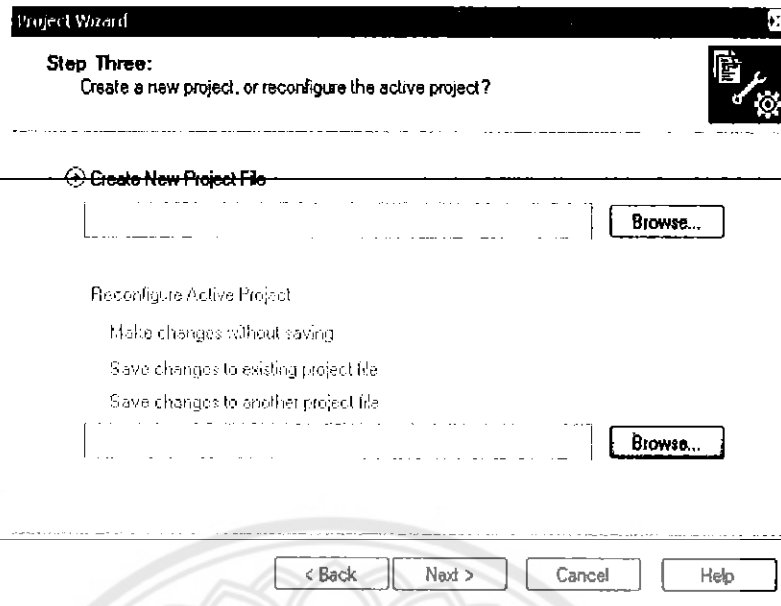 Project Wizard
Step Three:
Create a new project, or reconfigure the active project?
Create New Project File
Browse...
Reconfigure Active Project
Make changes without saving
Save changes to existing project file
Save changes to another project file
Browse...
< Back Next > Cancel Help